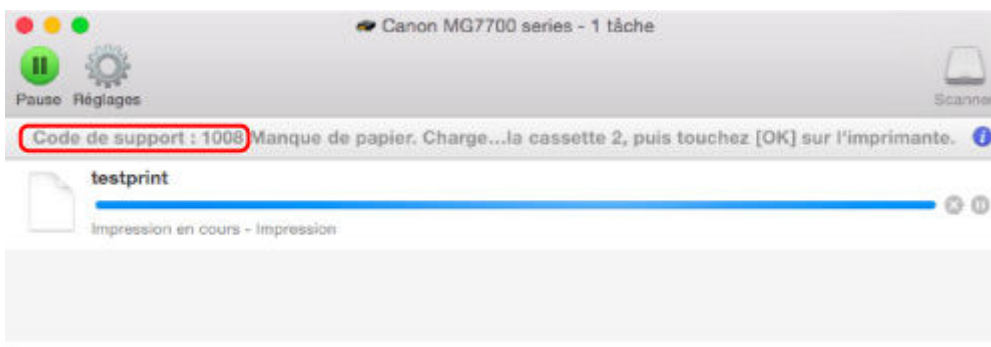 Canon MG7700 series - 1 tâche
Pause Réglages
Scanner
Code de support : 1008 Manque de papier. Charge...la cassette 2, puis touchez [OK] sur l'imprimante.
testprint
Impression en cours - Impression